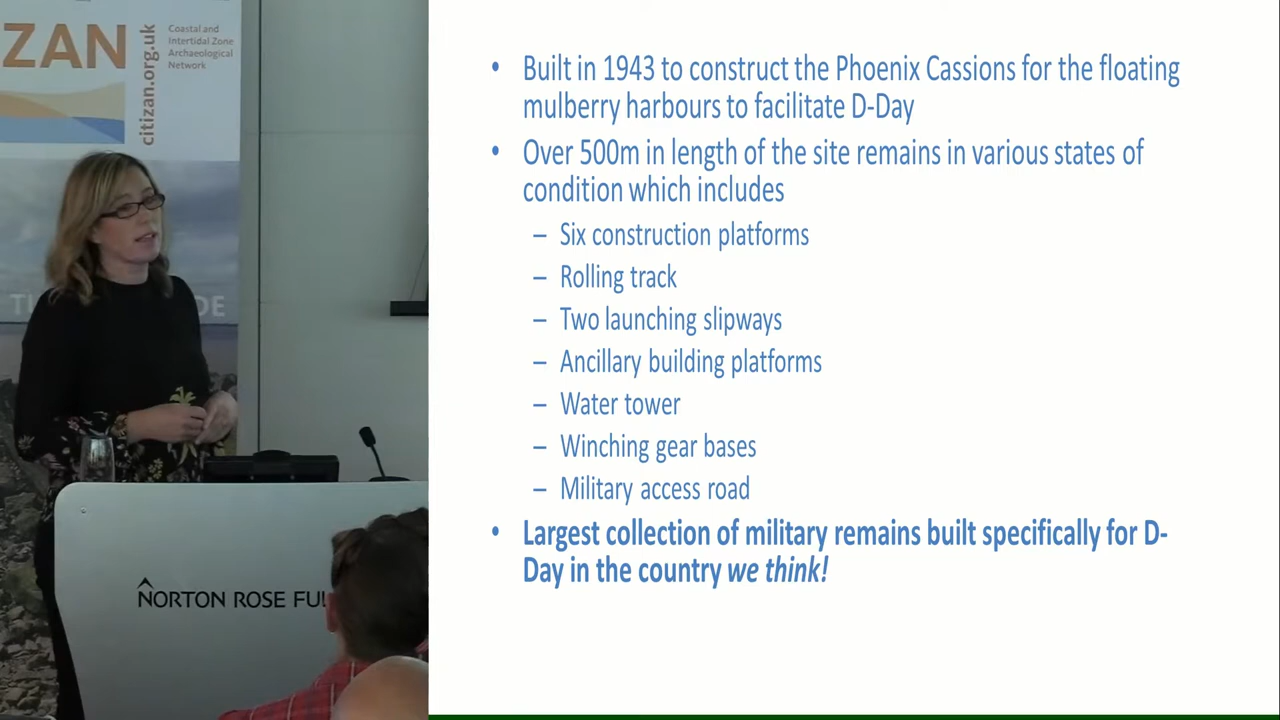 ZAN
citizan.org.uk
Coastal and
Intertidal Zone
Archaeological
Network
• Built in 1943 to construct the Phoenix Cassions for the floating
mulberry harbours to facilitate D-Day
• Over 500m in length of the site remains in various states of
condition which includes
– Six construction platforms
– Rolling track
– Two launching slipways
– Ancillary building platforms
– Water tower
– Winching gear bases
– Military access road
• Largest collection of military remains built specifically for D-
Day in the country we think!
NORTON ROSE FUL